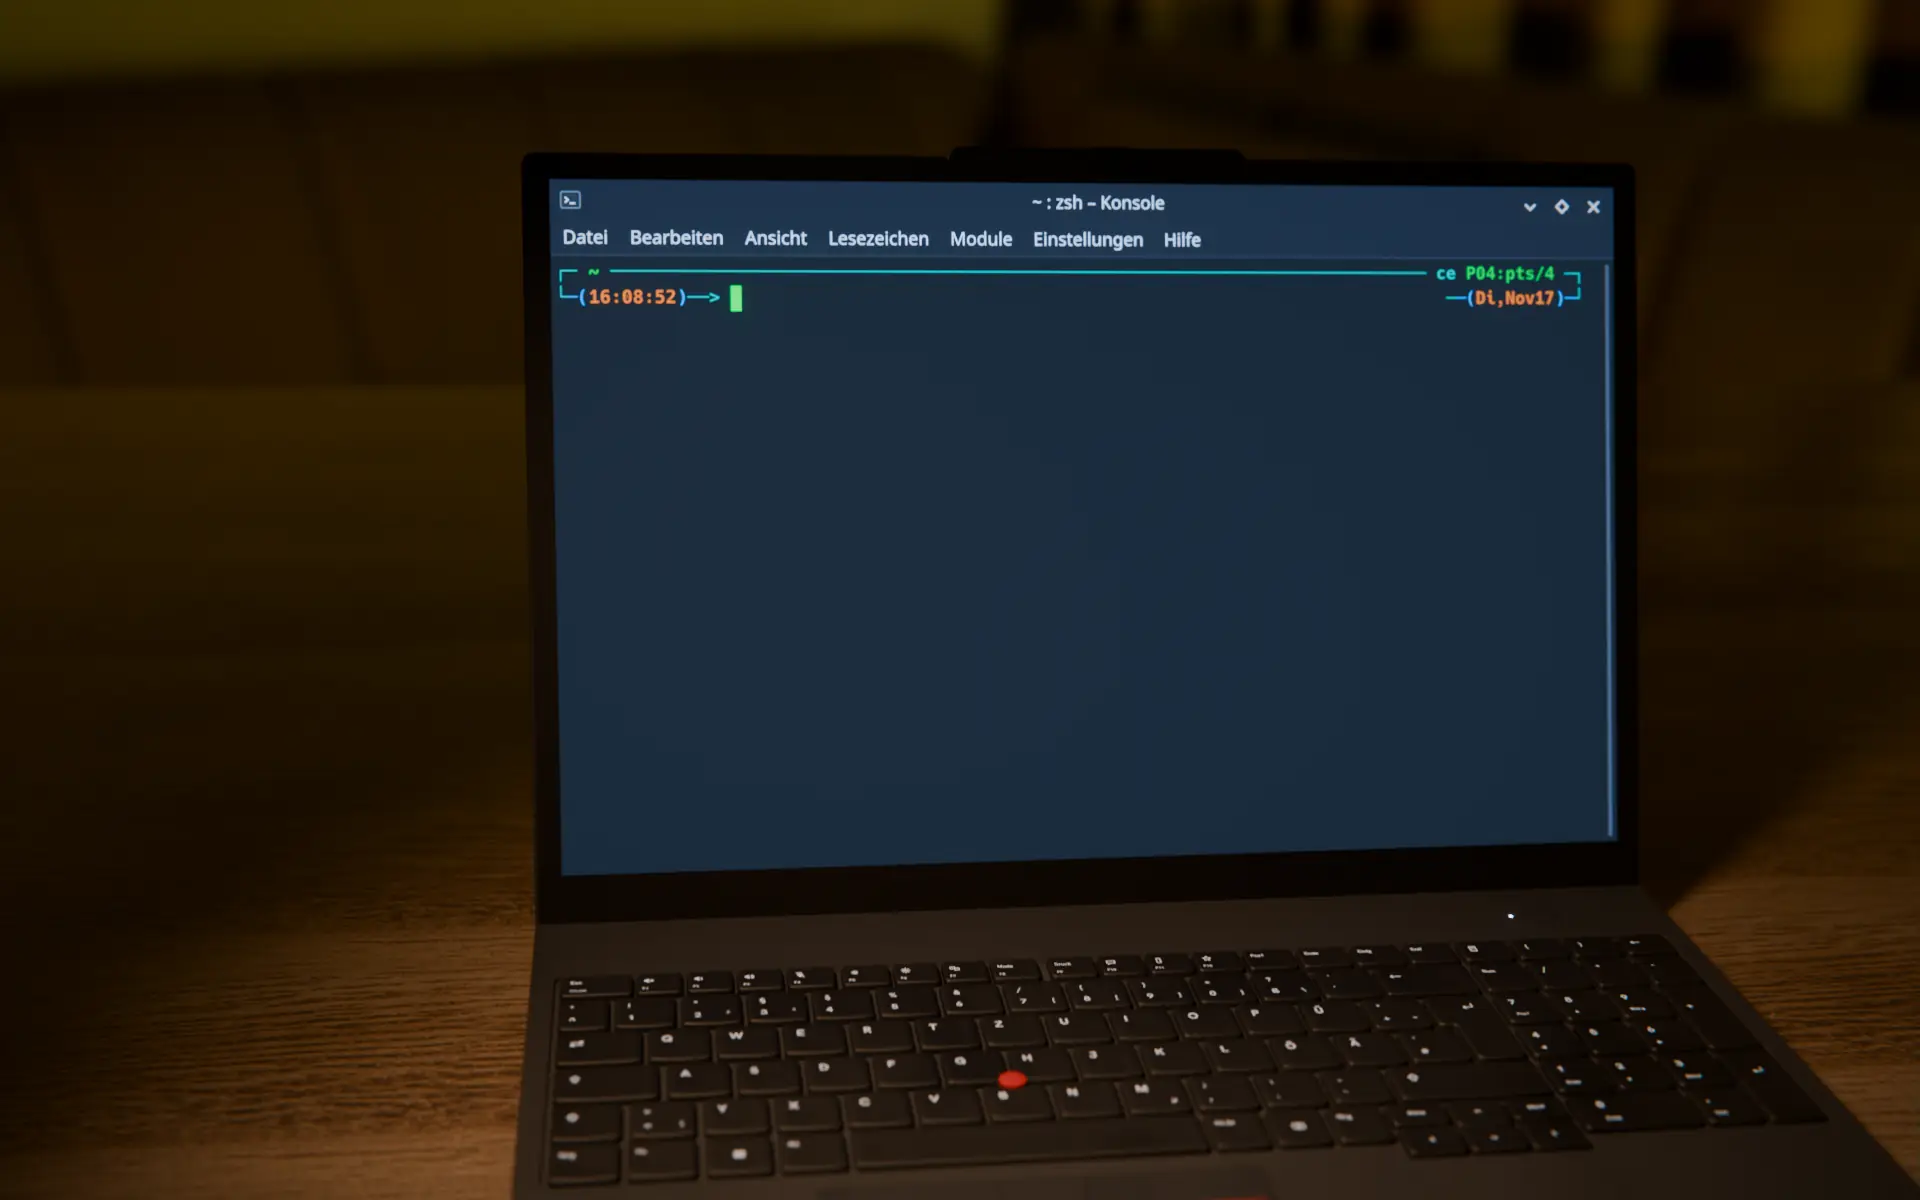 ~ : zsh – Konsole
Datei Bearbeiten Ansicht Lesezeichen Module Einstellungen Hilfe
~ ce P04:pts/4
(16:08:52)—> —(Di,Nov17)
Q W E R T Z U I O P Ü
A S D F G H J K L Ö Ä
Y X C V B N M